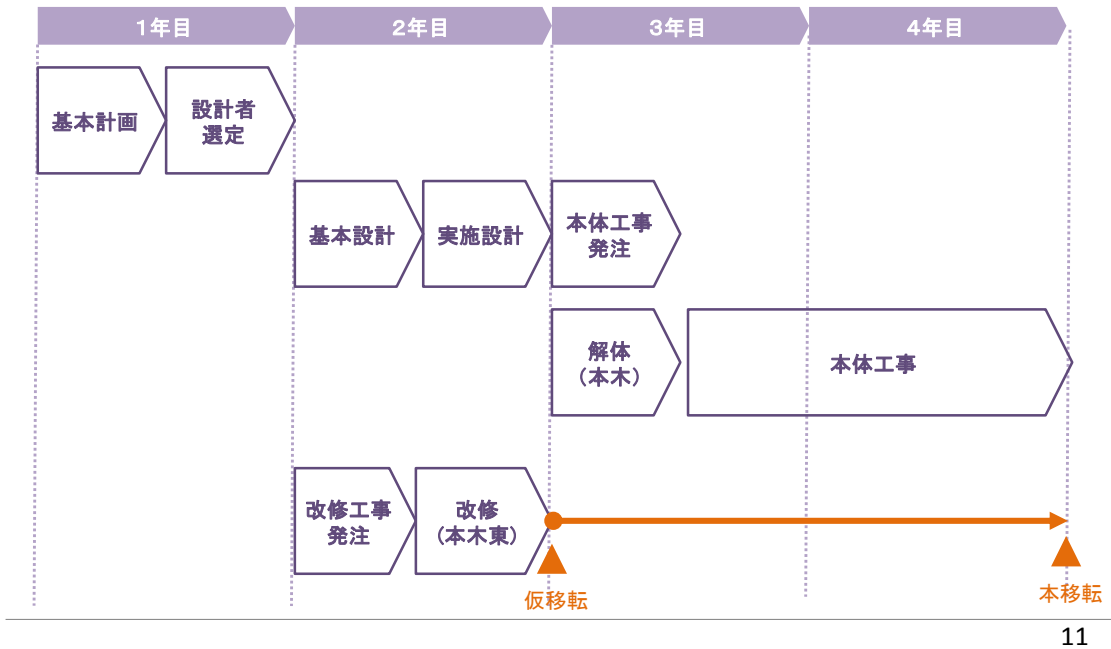 1年目
2年目
3年目
4年目
基本計画
設計者
選定
基本設計
実施設計
本体工事
発注
解体
(本木)
本体工事
改修工事
発注
改修
(本木東)
仮移転
本移転
11